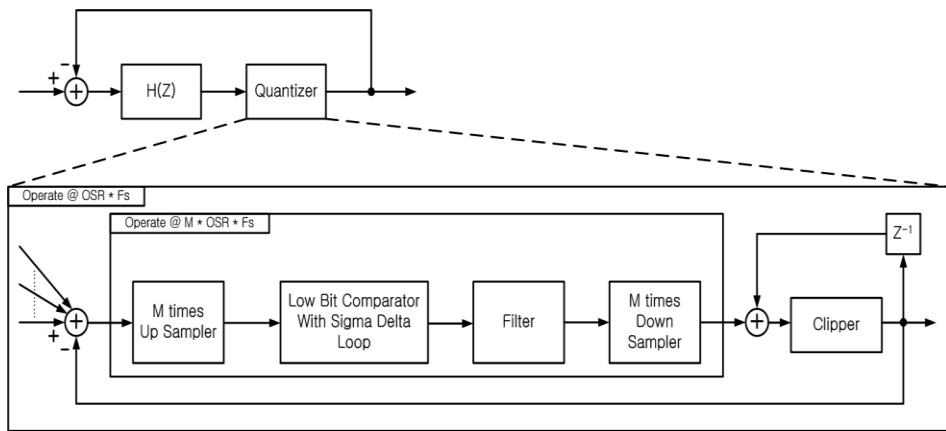 −
+
+
H(Z)
Quantizer
Operate @ OSR * Fs
Operate @ M * OSR * Fs
Z⁻¹
M times
Up Sampler
Low Bit Comparator
With Sigma Delta
Loop
Filter
M times
Down
Sampler
+
+
−
+
Clipper